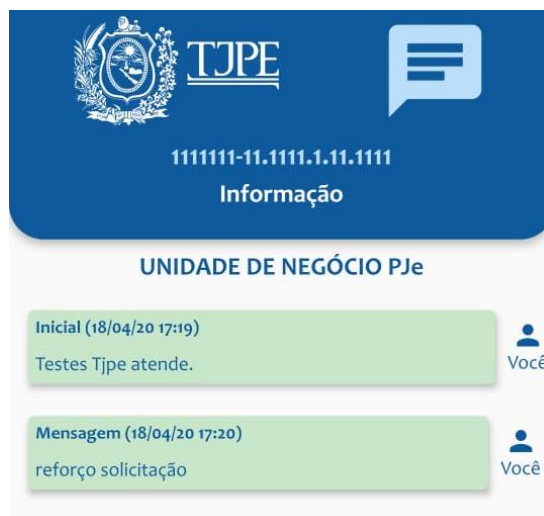 TJPE
1111111-11.1111.1.11.1111
Informação
UNIDADE DE NEGÓCIO PJe
Inicial (18/04/20 17:19)
Testes Tjpe atende.
Você
Mensagem (18/04/20 17:20)
reforço solicitação
Você